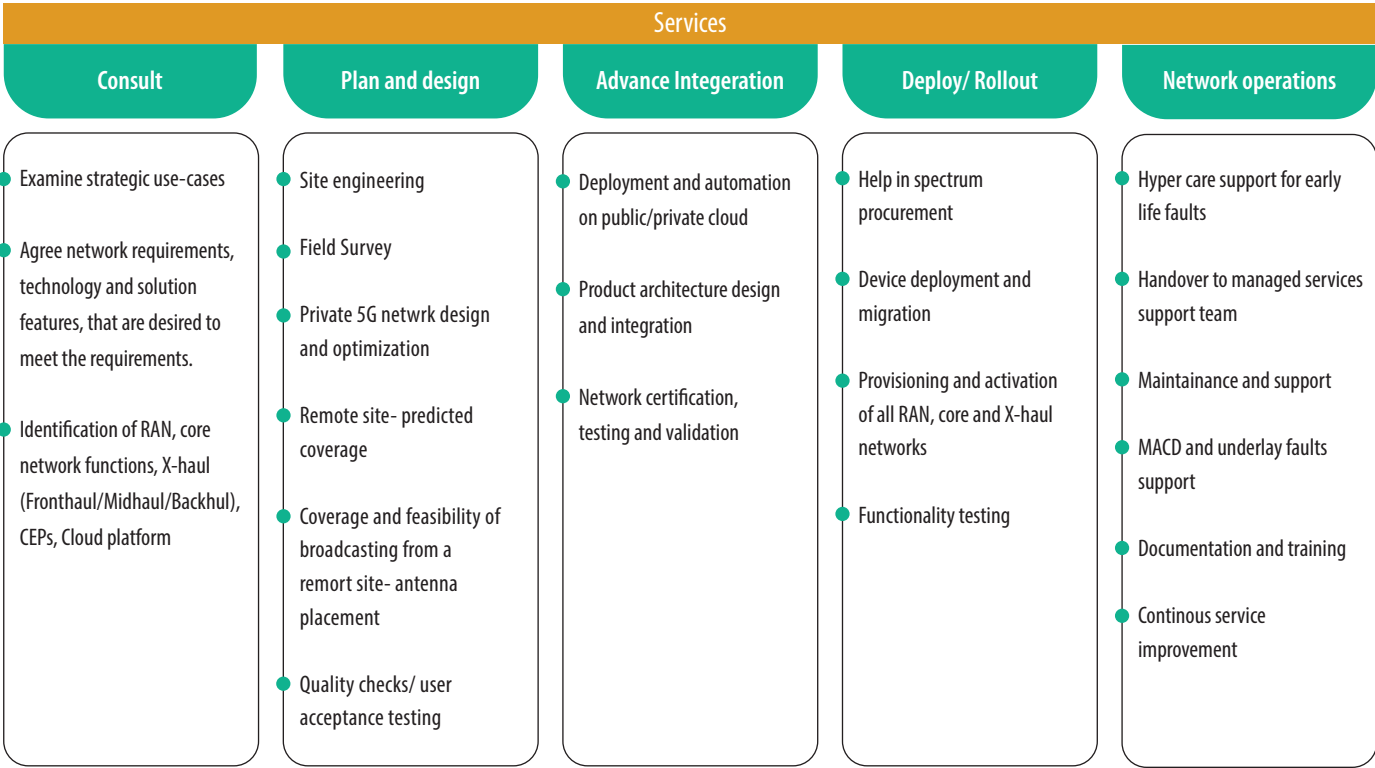 Services
Consult
Examine strategic use-cases
Agree network requirements,
technology and solution
features, that are desired to
meet the requirements.
Identification of RAN, core
network functions, X-haul
(Fronthaul/Midhaul/Backhul),
CEPs, Cloud platform
Plan and design
Site engineering
Field Survey
Private 5G netwrk design
and optimization
Remote site- predicted
coverage
Coverage and feasibility of
broadcasting from a
remort site- antenna
placement
Quality checks/ user
acceptance testing
Advance Integeration
Deployment and automation
on public/private cloud
Product architecture design
and integration
Network certification,
testing and validation
Deploy/ Rollout
Help in spectrum
procurement
Device deployment and
migration
Provisioning and activation
of all RAN, core and X-haul
networks
Functionality testing
Network operations
Hyper care support for early
life faults
Handover to managed services
support team
Maintainance and support
MACD and underlay faults
support
Documentation and training
Continous service
improvement